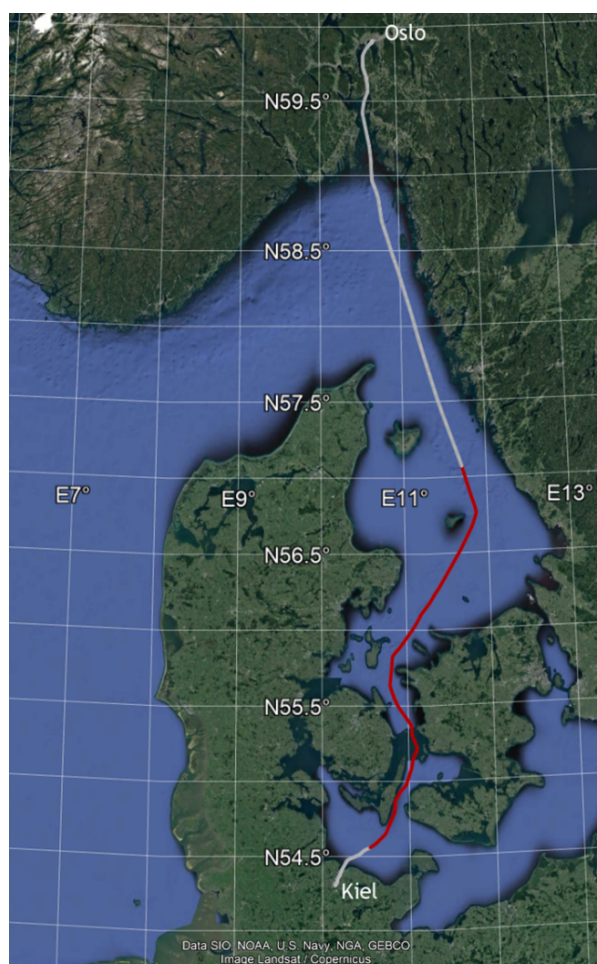 Oslo
N59.5°
N58.5°
N57.5°
E7°
E9°
E11°
E13°
N56.5°
N55.5°
N54.5°
Kiel
Data SIO, NOAA, U.S. Navy, NGA, GEBCO
Image Landsat / Copernicus